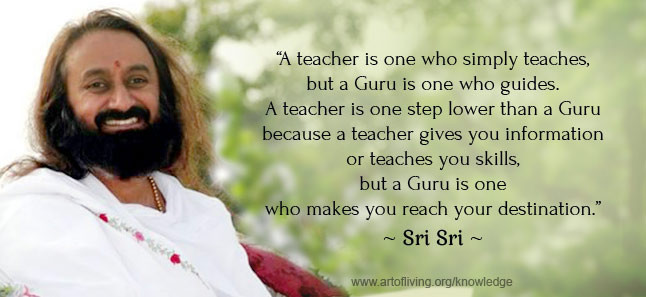 “A teacher is one who simply teaches,
but a Guru is one who guides.
A teacher is one step lower than a Guru
because a teacher gives you information
or teaches you skills,
but a Guru is one
who makes you reach your destination.”
~ Sri Sri ~
www.artofliving.org/knowledge